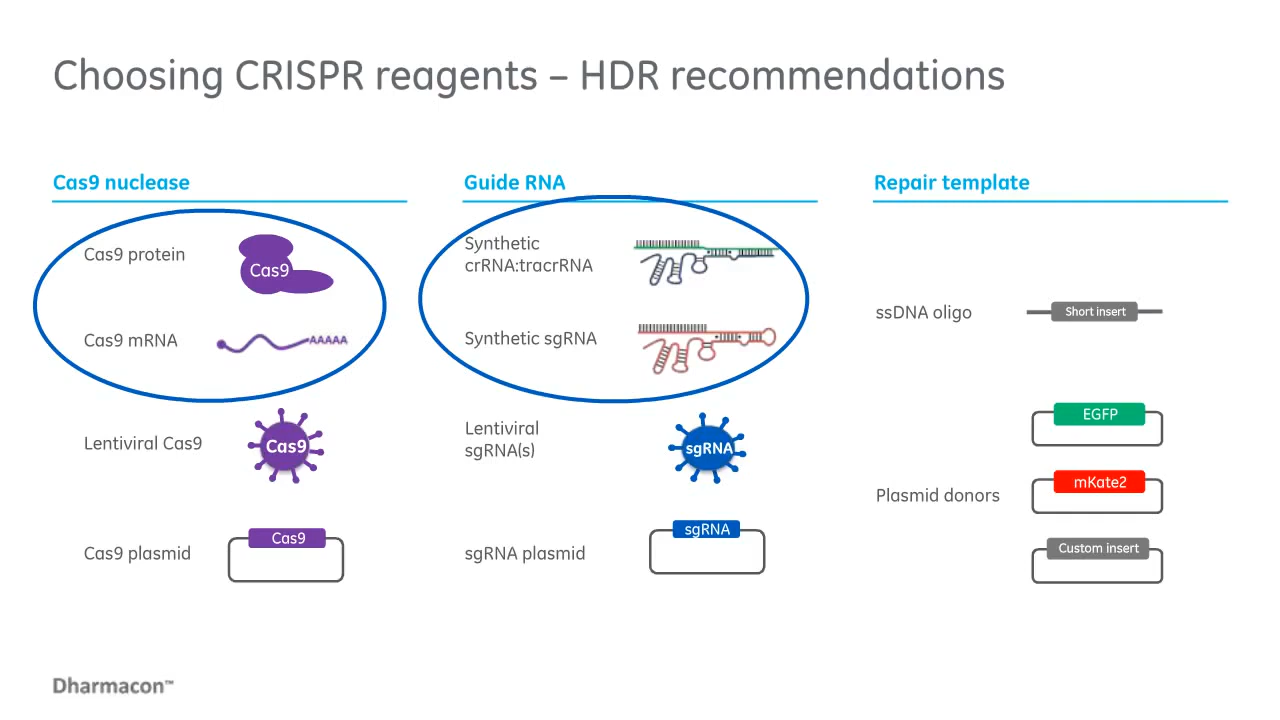 Choosing CRISPR reagents – HDR recommendations
Cas9 nuclease
Cas9 protein
Cas9
Cas9 mRNA
AAAAA
Lentiviral Cas9
Cas9
Cas9 plasmid
Cas9
Guide RNA
Synthetic
crRNA:tracrRNA
Synthetic sgRNA
Lentiviral
sgRNA(s)
sgRNA
sgRNA plasmid
sgRNA
Repair template
ssDNA oligo
Short insert
Plasmid donors
EGFP
mKate2
Custom insert
Dharmacon™